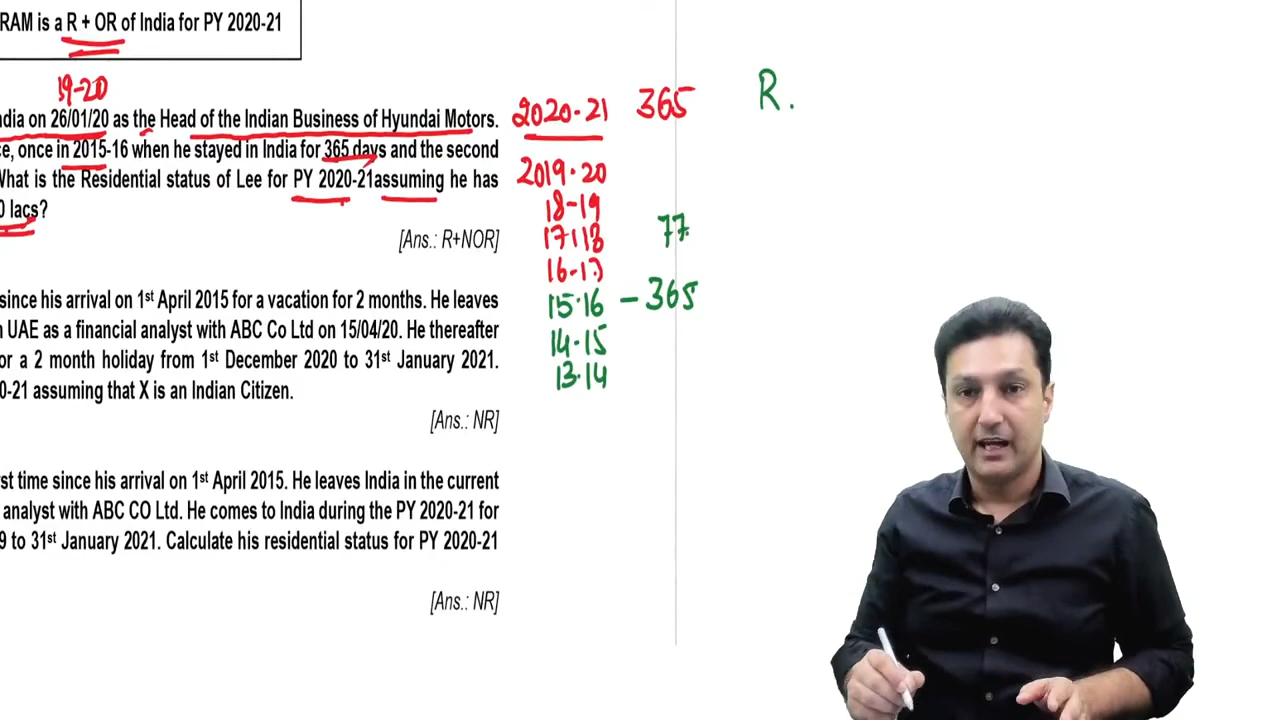 RAM is a R + OR of India for PY 2020-21
19-20
ndia on 26/01/20 as the Head of the Indian Business of Hyundai Motors.
ce, once in 2015-16 when he stayed in India for 365 days and the second
What is the Residential status of Lee for PY 2020-21assuming he has
0 lacs?
[Ans.: R+NOR]
since his arrival on 1st April 2015 for a vacation for 2 months. He leaves
n UAE as a financial analyst with ABC Co Ltd on 15/04/20. He thereafter
or a 2 month holiday from 1st December 2020 to 31st January 2021.
0-21 assuming that X is an Indian Citizen.
[Ans.: NR]
rst time since his arrival on 1st April 2015. He leaves India in the current
analyst with ABC CO Ltd. He comes to India during the PY 2020-21 for
9 to 31st January 2021. Calculate his residential status for PY 2020-21
[Ans.: NR]
2020-21 365 R.
2019-20
18-19
17-18 77
16-17
15-16 - 365
14-15
13-14